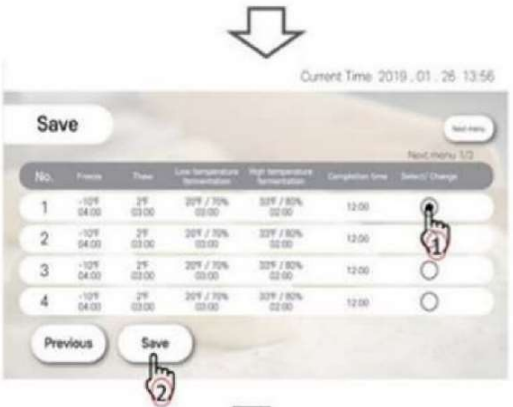 Current Time 2019 . 01 . 26 13:56
Save
Next menu
Next menu 1/3
No. Freeze Thaw Low temperature fermentation High temperature fermentation Completion time Select/ Change
1 -10℉ 04:00 2℉ 03:00 20℉ / 70% 03:00 32℉ / 80% 02:00 12:00
1
2 -10℉ 04:00 2℉ 03:00 20℉ / 70% 03:00 32℉ / 80% 02:00 12:00
3 -10℉ 04:00 2℉ 03:00 20℉ / 70% 03:00 32℉ / 80% 02:00 12:00
4 -10℉ 04:00 2℉ 03:00 20℉ / 70% 03:00 32℉ / 80% 02:00 12:00
Previous Save
2